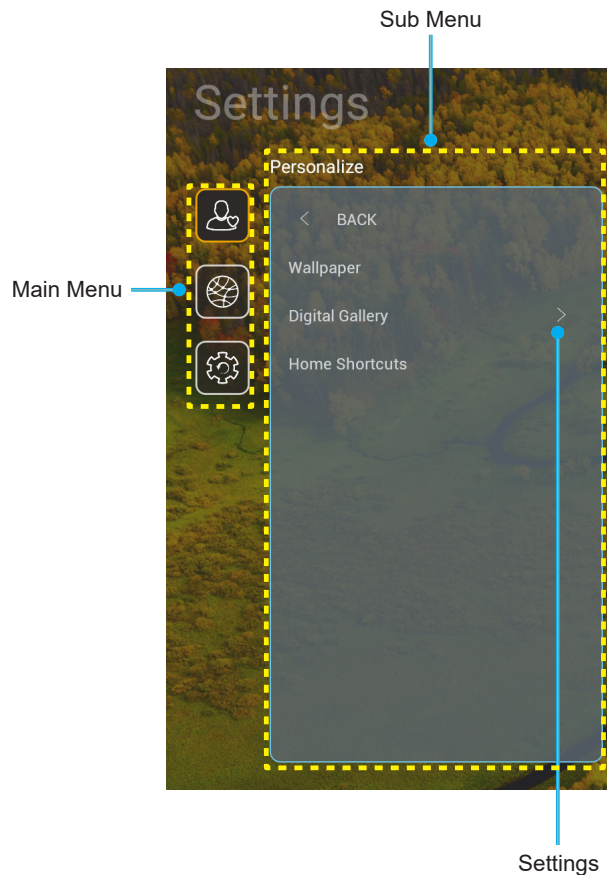 Sub Menu
Settings
Personalize
BACK
Wallpaper
Main Menu
Digital Gallery
Home Shortcuts
Settings